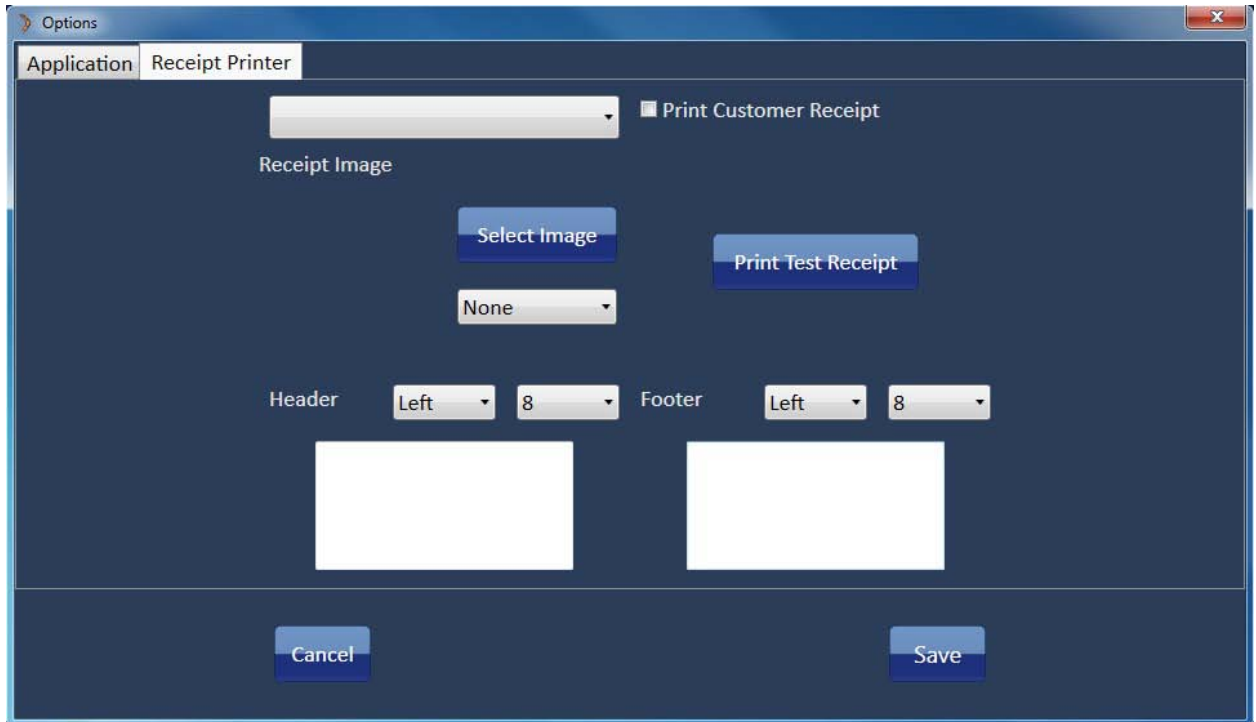 Options
Application Receipt Printer
Print Customer Receipt
Receipt Image
Select Image
Print Test Receipt
None
Header Left 8 Footer Left 8
Cancel Save